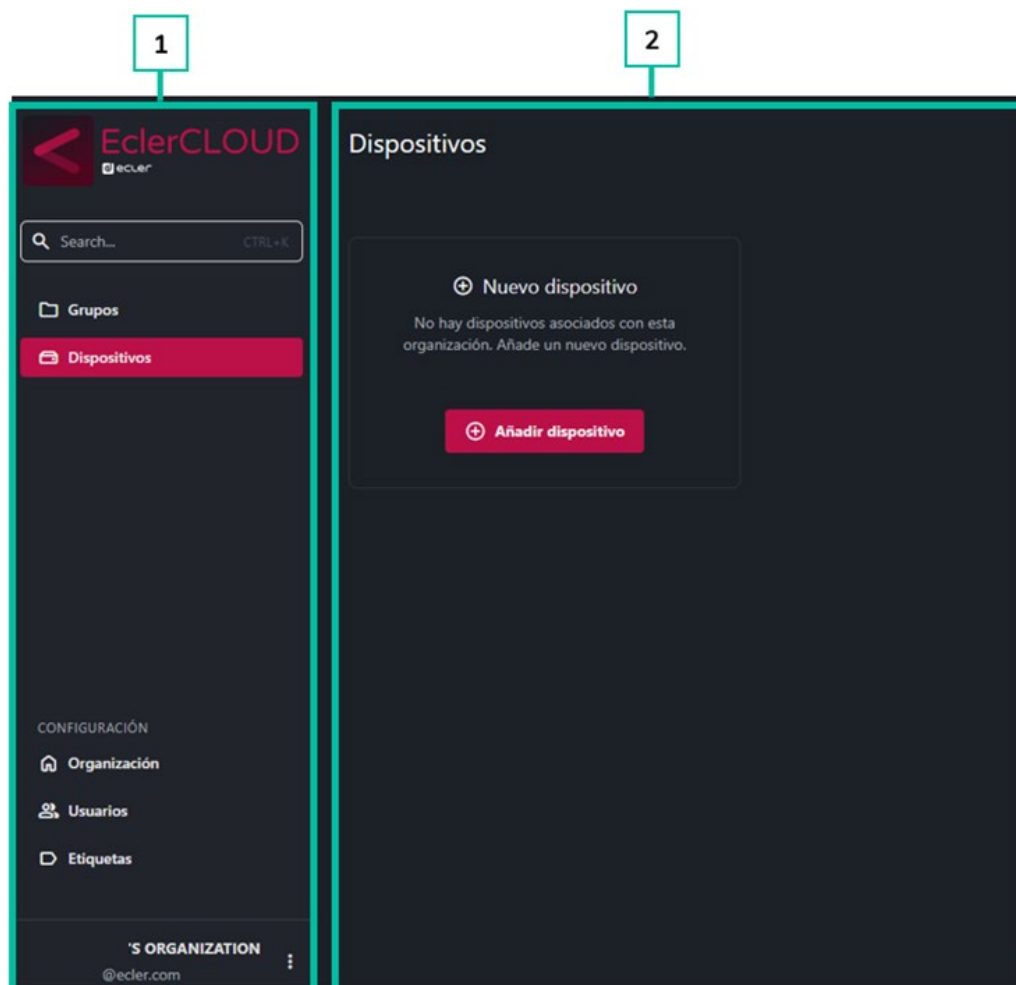 1
2
EclerCLOUD
ecler
Search... CTRL+K
Grupos
Dispositivos
CONFIGURACIÓN
Organización
Usuarios
Etiquetas
'S ORGANIZATION
@ecler.com
Dispositivos
Nuevo dispositivo
No hay dispositivos asociados con esta
organización. Añade un nuevo dispositivo.
Añadir dispositivo